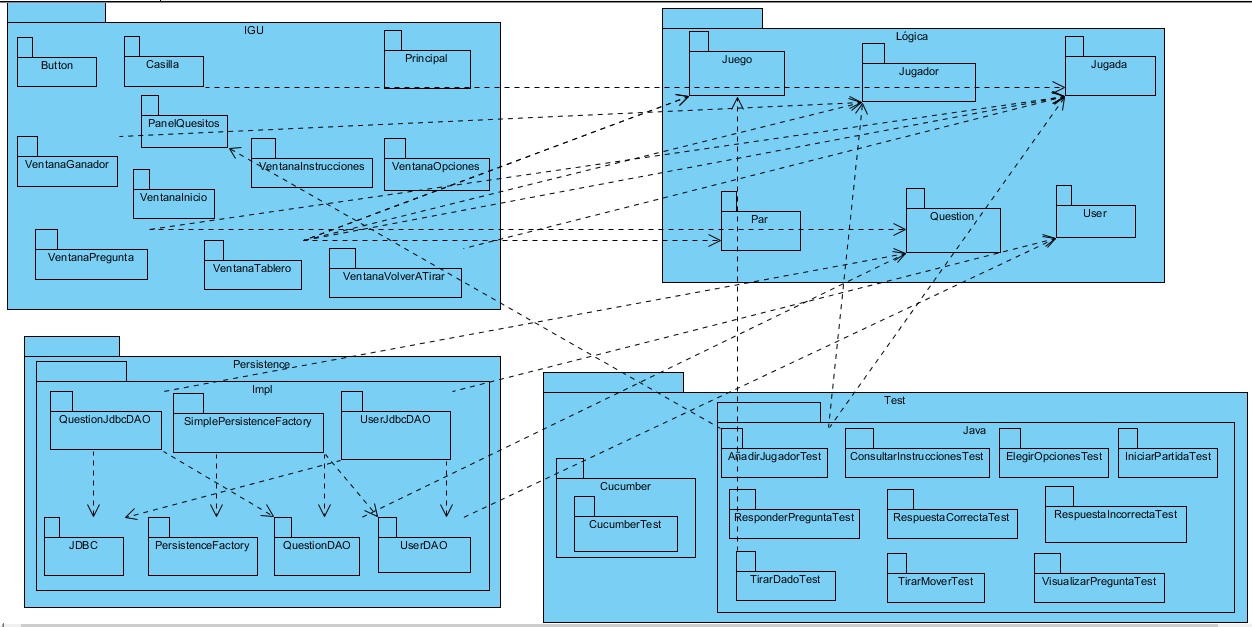 IGU
Button
Casilla
Principal
PanelQuesitos
VentanaGanador
VentanaInstrucciones
VentanaOpciones
VentanaInicio
VentanaPregunta
VentanaTablero
VentanaVolverATirar
Lógica
Juego
Jugador
Jugada
Par
Question
User
Persistence
Impl
QuestionJdbcDAO
SimplePersistenceFactory
UserJdbcDAO
JDBC
PersistenceFactory
QuestionDAO
UserDAO
Test
Cucumber
CucumberTest
Java
AñadirJugadorTest
ConsultarInstruccionesTest
ElegirOpcionesTest
IniciarPartidaTest
ResponderPreguntaTest
RespuestaCorrectaTest
RespuestaIncorrectaTest
TirarDadoTest
TirarMoverTest
VisualizarPreguntaTest